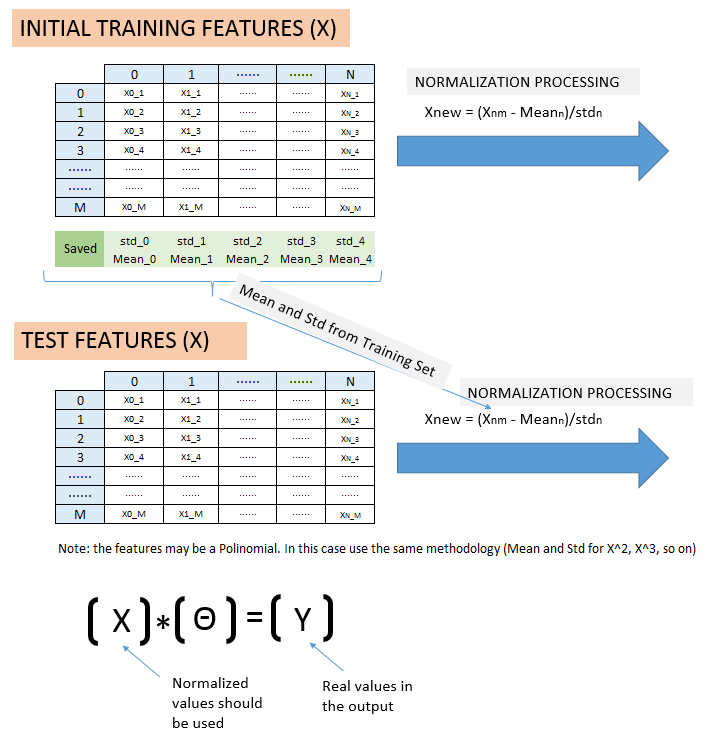 INITIAL TRAINING FEATURES (X)
0 1 ...... ...... N
0 X0_1 X1_1 ...... ...... XN_1
1 X0_2 X1_2 ...... ...... XN_2
2 X0_3 X1_3 ...... ...... XN_3
3 X0_4 X1_4 ...... ...... XN_4
...... ...... ...... ...... ...... ......
...... ...... ...... ...... ...... ......
M X0_M X1_M ...... ...... XN_M
NORMALIZATION PROCESSING
Xnew = (Xnm - Meann)/stdn
Saved std_0 std_1 std_2 std_3 std_4
Mean_0 Mean_1 Mean_2 Mean_3 Mean_4
Mean and Std from Training Set
TEST FEATURES (X)
0 1 ...... ...... N
0 X0_1 X1_1 ...... ...... XN_1
1 X0_2 X1_2 ...... ...... XN_2
2 X0_3 X1_3 ...... ...... XN_3
3 X0_4 X1_4 ...... ...... XN_4
...... ...... ...... ...... ...... ......
...... ...... ...... ...... ...... ......
M X0_M X1_M ...... ...... XN_M
NORMALIZATION PROCESSING
Xnew = (Xnm - Meann)/stdn
Note: the features may be a Polinomial. In this case use the same methodology (Mean and Std for X^2, X^3, so on)
( X ) * ( Θ ) = ( Y )
Normalized
values should
be used
Real values in
the output